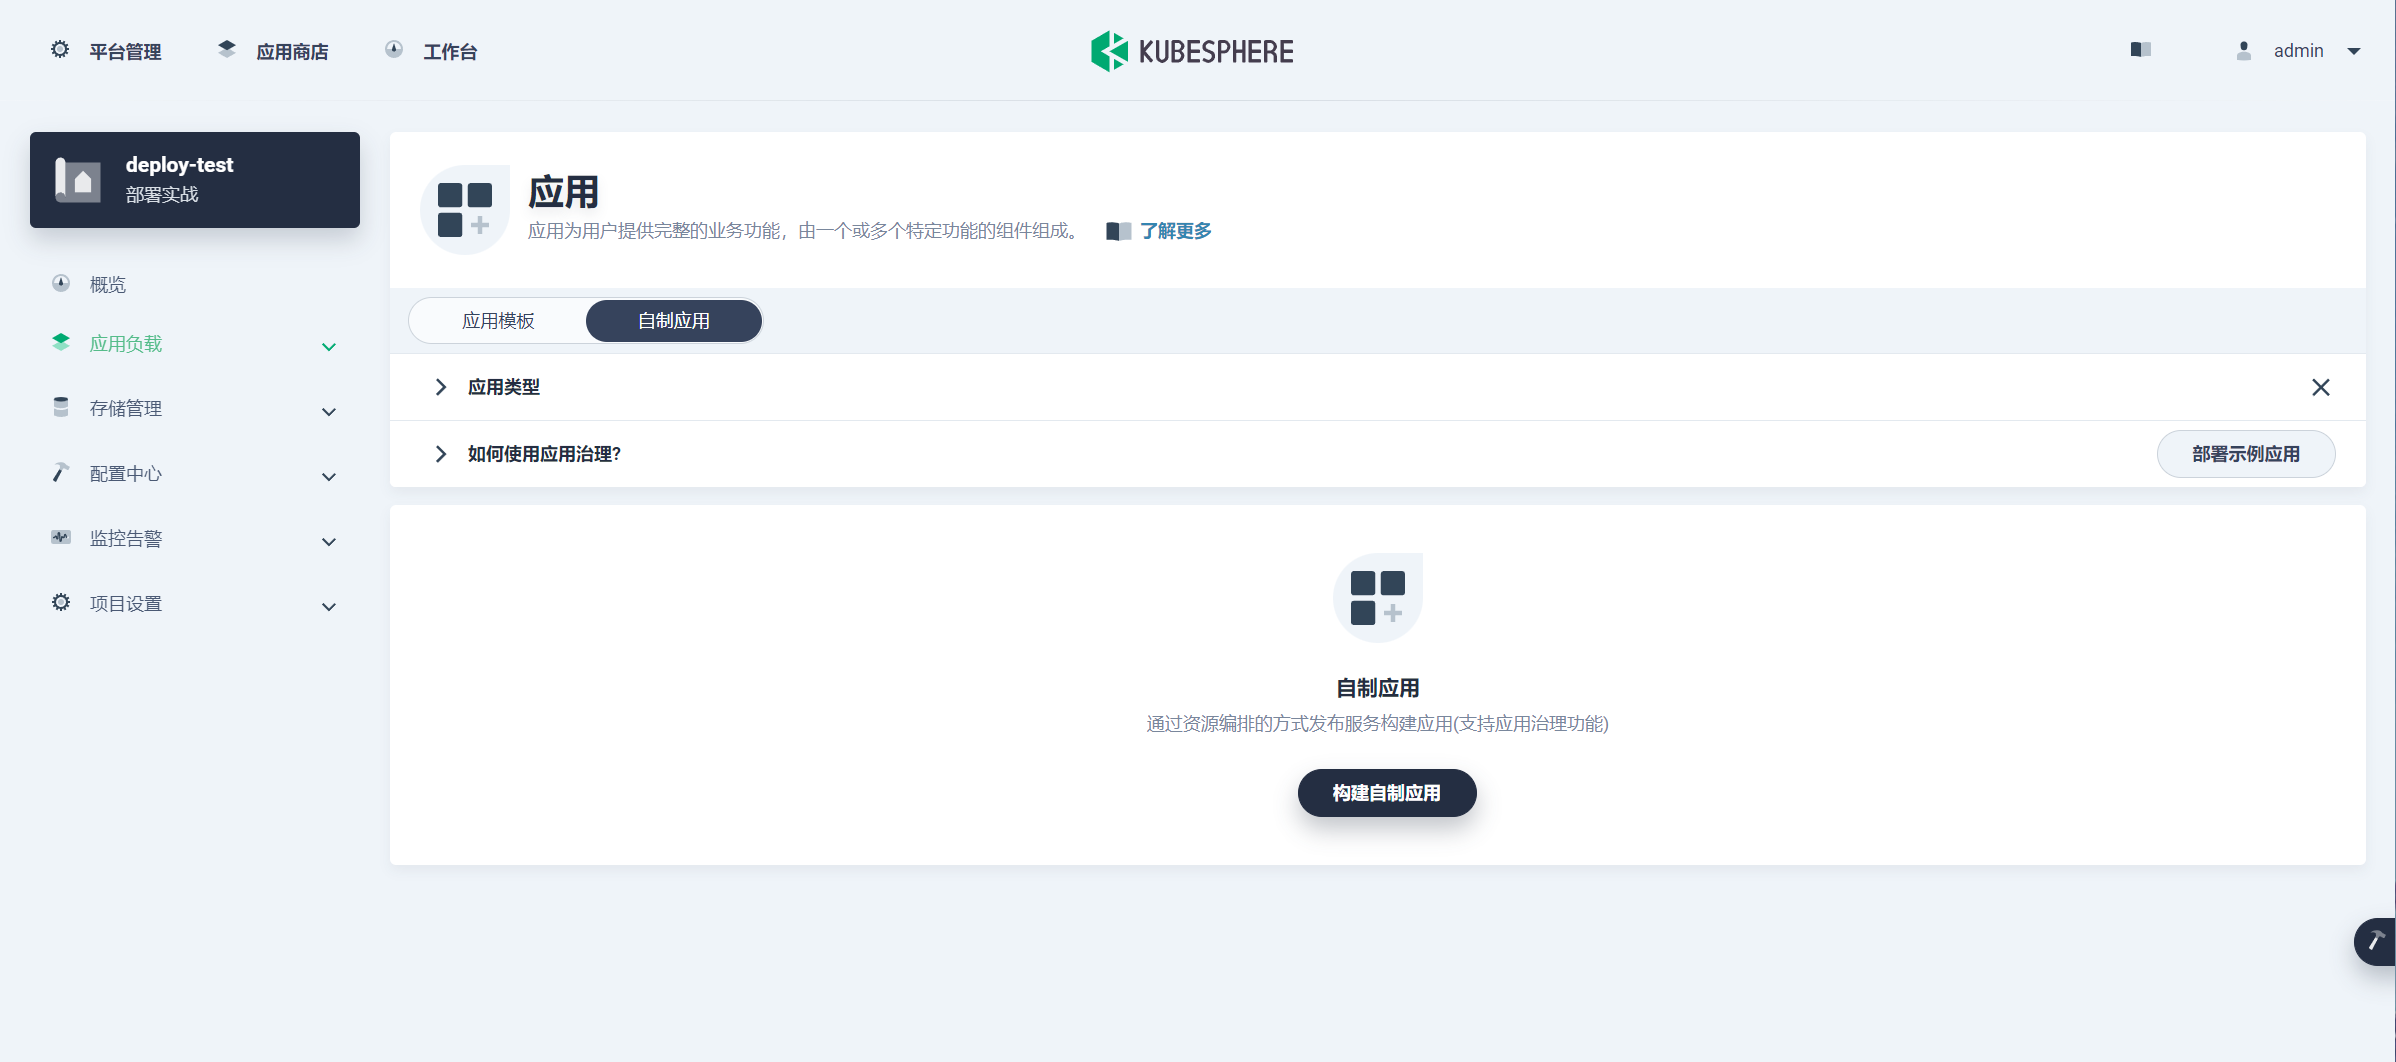 平台管理
应用商店
工作台
KUBESPHERE
admin
deploy-test
部署实战
概览
应用负载
存储管理
配置中心
监控告警
项目设置
应用
应用为用户提供完整的业务功能，由一个或多个特定功能的组件组成。
了解更多
应用模板
自制应用
应用类型
如何使用应用治理?
部署示例应用
自制应用
通过资源编排的方式发布服务构建应用(支持应用治理功能)
构建自制应用